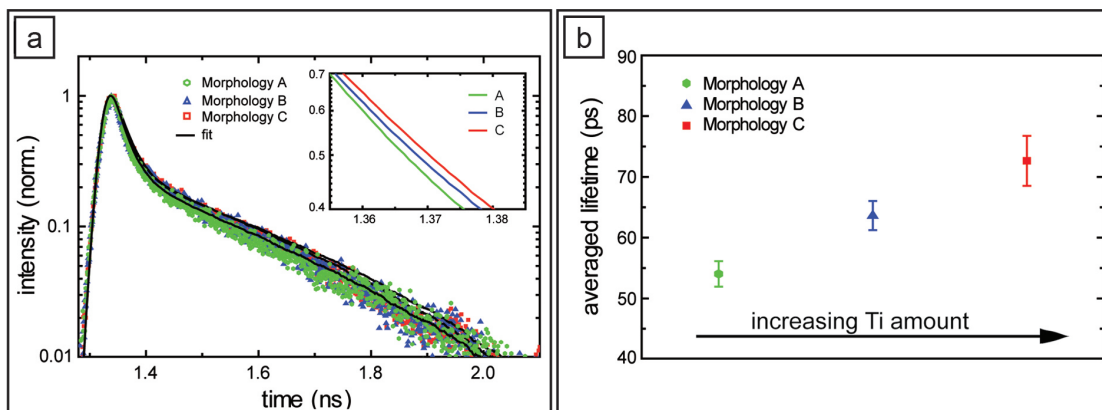 a
Morphology A
Morphology B
Morphology C
fit
0.7
0.6
0.5
0.4
1.36
1.37
1.38
A
B
C
1
0.1
0.01
1.4
1.6
1.8
2.0
intensity (norm.)
time (ns)
b
90
80
70
60
50
40
averaged lifetime (ps)
Morphology A
Morphology B
Morphology C
increasing Ti amount